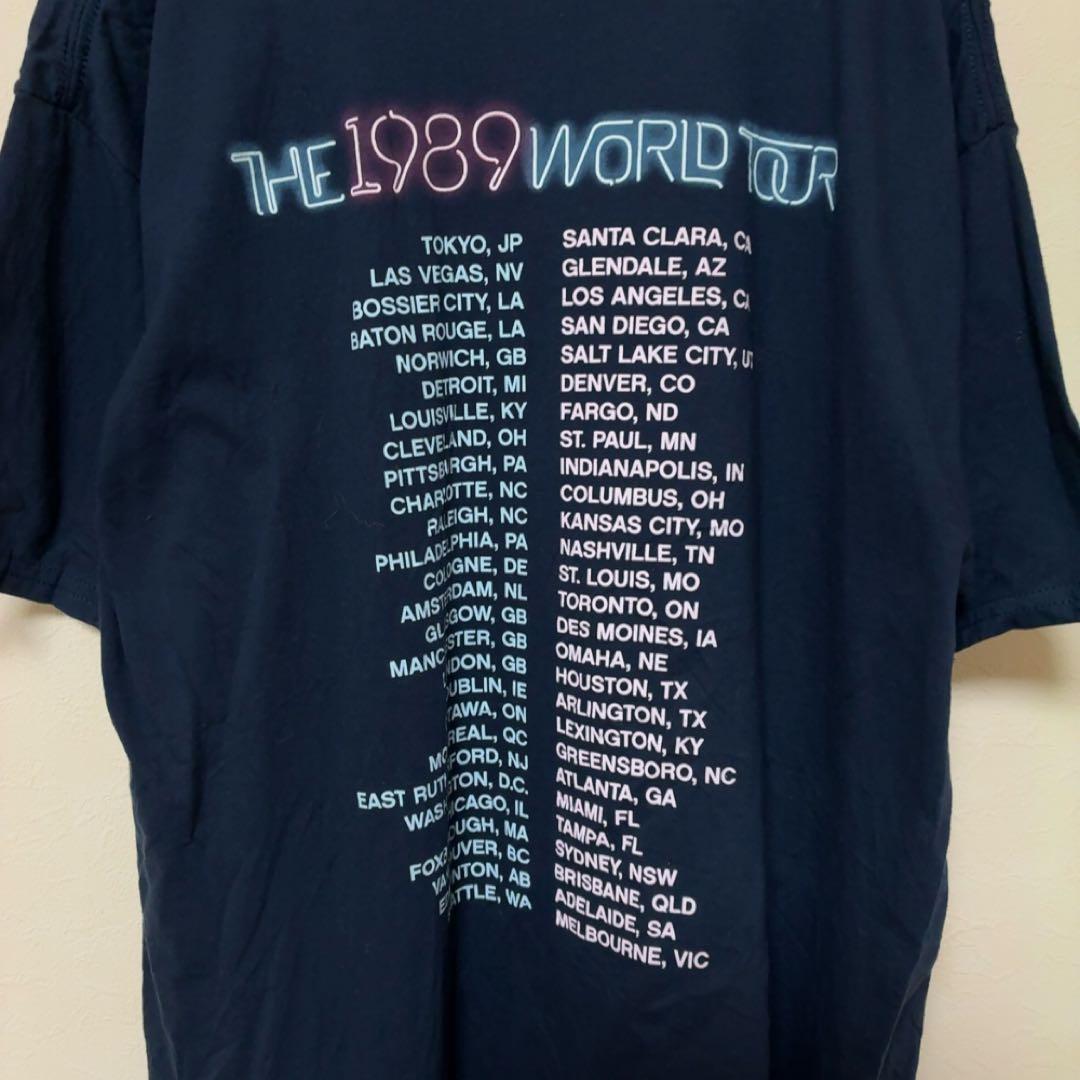 THE 1989 WORLD TOUR
TOKYO, JP
LAS VEGAS, NV
BOSSIER CITY, LA
BATON ROUGE, LA
NORWICH, GB
DETROIT, MI
LOUISVILLE, KY
CLEVELAND, OH
PITTSBURGH, PA
CHARLOTTE, NC
RALEIGH, NC
PHILADELPHIA, PA
COLOGNE, DE
AMSTERDAM, NL
GLASGOW, GB
MANCHESTER, GB
LONDON, GB
DUBLIN, IE
OTTAWA, ON
MONTREAL, QC
EAST RUTHERFORD, NJ
WASHINGTON, D.C.
CHICAGO, IL
FOXBOROUGH, MA
VANCOUVER, BC
EDMONTON, AB
SEATTLE, WA
SANTA CLARA, CA
GLENDALE, AZ
LOS ANGELES, CA
SAN DIEGO, CA
SALT LAKE CITY, UT
DENVER, CO
FARGO, ND
ST. PAUL, MN
INDIANAPOLIS, IN
COLUMBUS, OH
KANSAS CITY, MO
NASHVILLE, TN
ST. LOUIS, MO
TORONTO, ON
DES MOINES, IA
OMAHA, NE
HOUSTON, TX
ARLINGTON, TX
LEXINGTON, KY
GREENSBORO, NC
ATLANTA, GA
MIAMI, FL
TAMPA, FL
SYDNEY, NSW
BRISBANE, QLD
ADELAIDE, SA
MELBOURNE, VIC